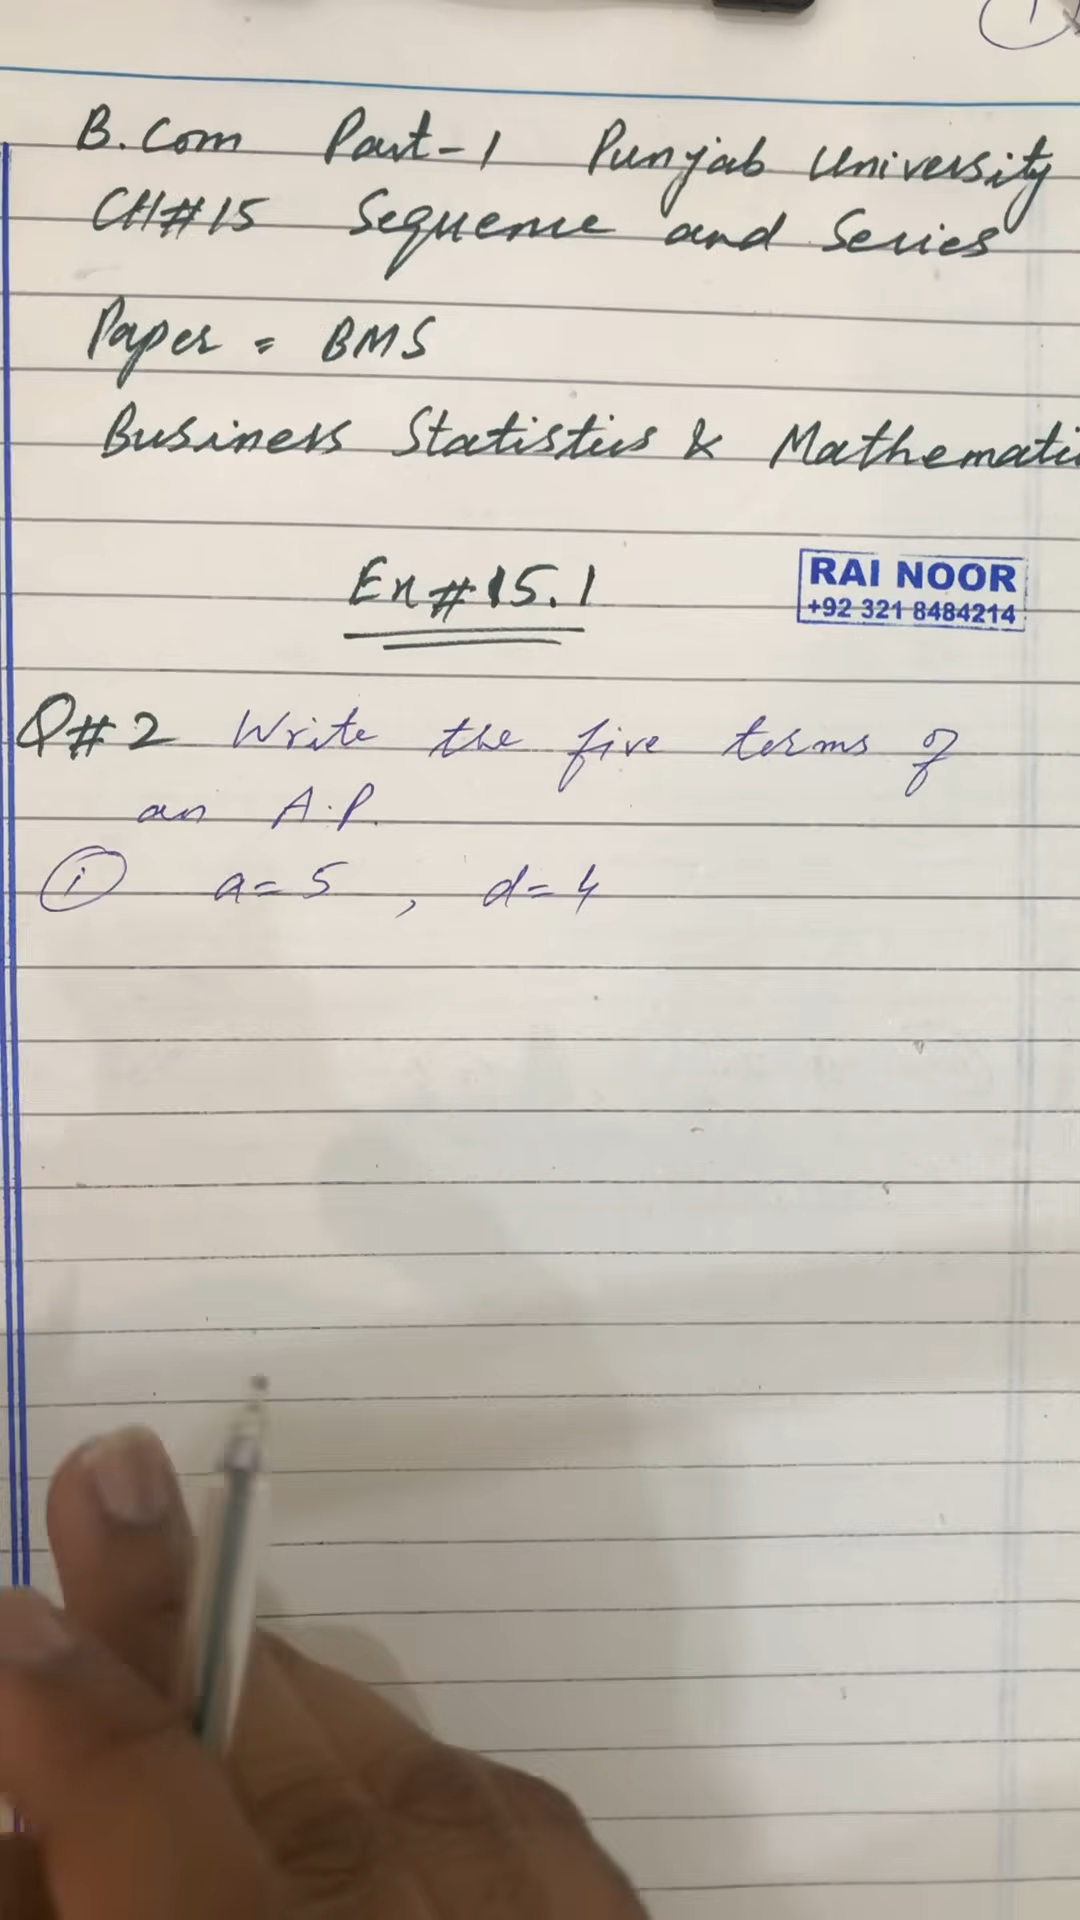 B.Com Part-1 Punjab University
CH#15 Sequence and Series
Paper = BMS
Business Statistics & Mathemati
Ex#15.1
RAI NOOR
+92 321 8484214
Q#2 Write the five terms of
an A.P.
i a=5 , d=4